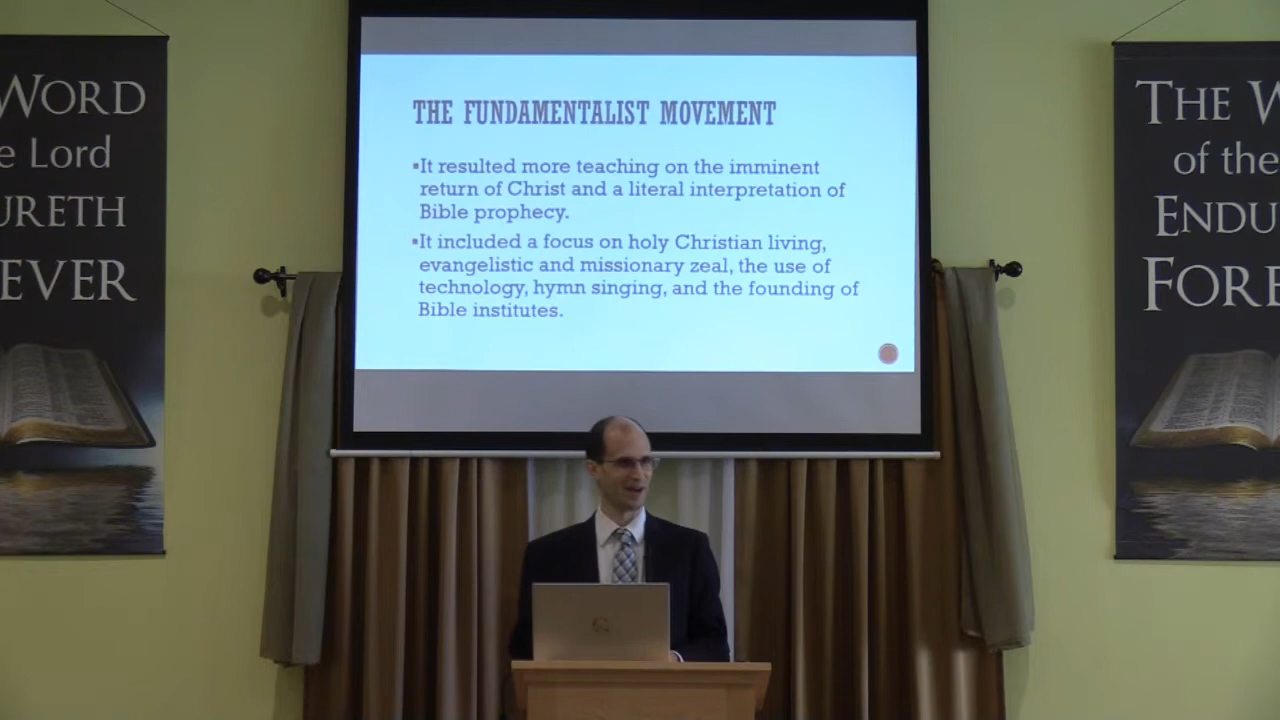 WORD
e Lord
URETH
EVER
THE FUNDAMENTALIST MOVEMENT
▪It resulted more teaching on the imminent
return of Christ and a literal interpretation of
Bible prophecy.
▪It included a focus on holy Christian living,
evangelistic and missionary zeal, the use of
technology, hymn singing, and the founding of
Bible institutes.
THE W
of the
ENDU
FORE